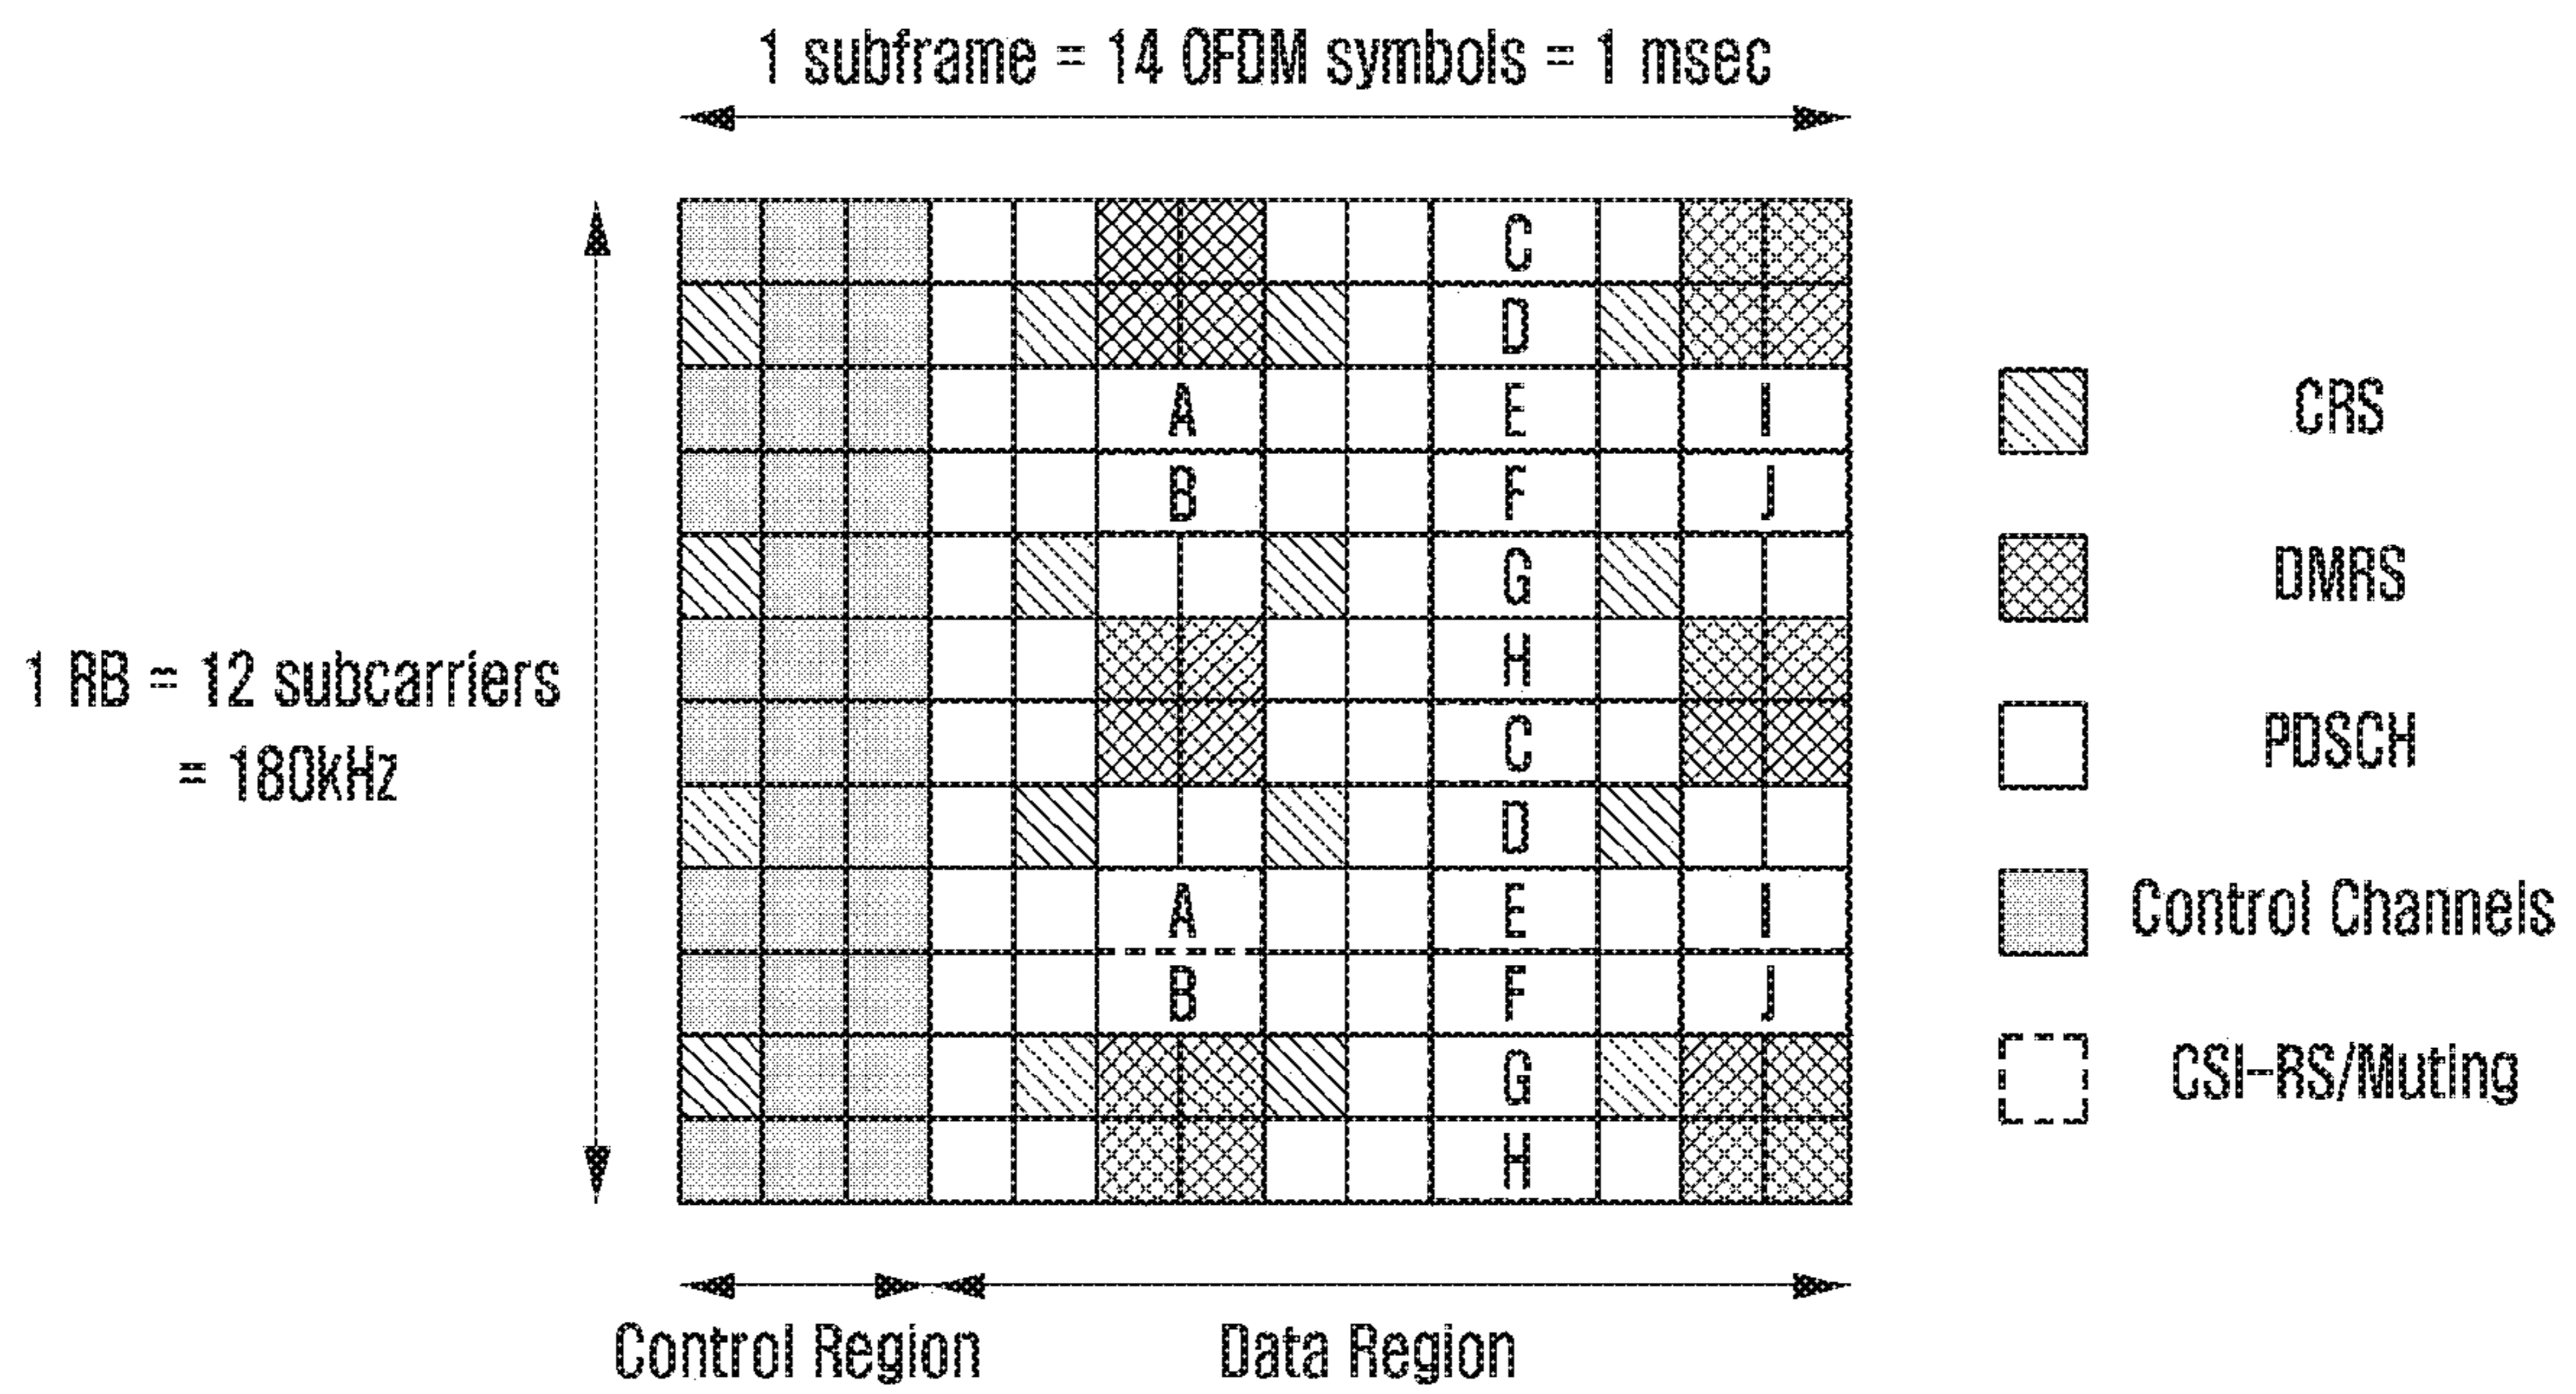 1 subframe = 14 OFDM symbols = 1 msec
C
D
A E I
B F J
G
H
C
D
A E I
B F J
G
H
1 RB = 12 subcarriers
= 180kHz
CRS
DMRS
PDSCH
Control Channels
CSI-RS/Muting
Control Region
Data Region